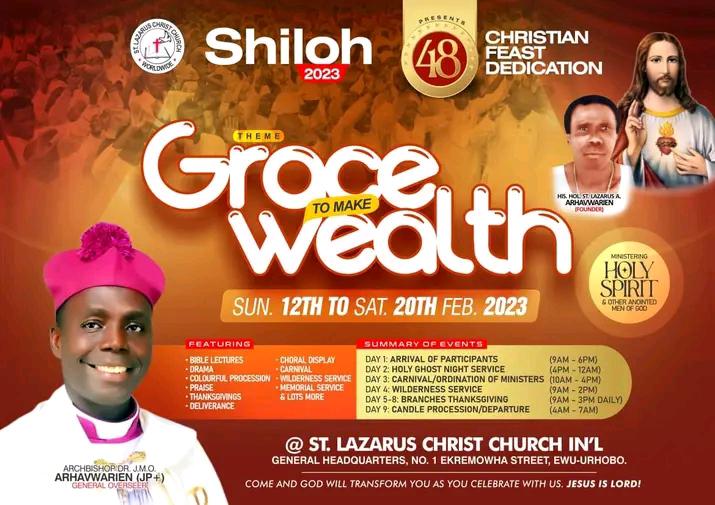 ST. LAZARUS CHRIST CHURCH
WORLDWIDE
Shiloh
2023
PRESENTS
48
CHRISTIAN
FEAST
DEDICATION
THEME
Grace
TO MAKE
wealth
HIS. HOL. ST. LAZARUS A.
ARHAVWARIEN
(FOUNDER)
MINISTERING
HOLY
SPIRIT
& OTHER ANOINTED
MEN OF GOD
SUN. 12TH TO SAT. 20TH FEB. 2023
FEATURING
• BIBLE LECTURES
• DRAMA
• COLOURFUL PROCESSION
• PRAISE
• THANKSGIVINGS
• DELIVERANCE
• CHORAL DISPLAY
• CARNIVAL
• WILDERNESS SERVICE
• MEMORIAL SERVICE
& LOTS MORE
SUMMARY OF EVENTS
DAY 1: ARRIVAL OF PARTICIPANTS (9AM – 6PM)
DAY 2: HOLY GHOST NIGHT SERVICE (4PM – 12AM)
DAY 3: CARNIVAL/ORDINATION OF MINISTERS (10AM – 4PM)
DAY 4: WILDERNESS SERVICE (9AM – 2PM)
DAY 5-8: BRANCHES THANKSGIVING (9AM – 3PM DAILY)
DAY 9: CANDLE PROCESSION/DEPARTURE (4AM – 7AM)
@ ST. LAZARUS CHRIST CHURCH IN'L
GENERAL HEADQUARTERS, NO. 1 EKREMOWHA STREET, EWU-URHOBO.
COME AND GOD WILL TRANSFORM YOU AS YOU CELEBRATE WITH US. JESUS IS LORD!
ARCHBISHOP DR. J.M.O.
ARHAVWARIEN (JP+)
GENERAL OVERSEER